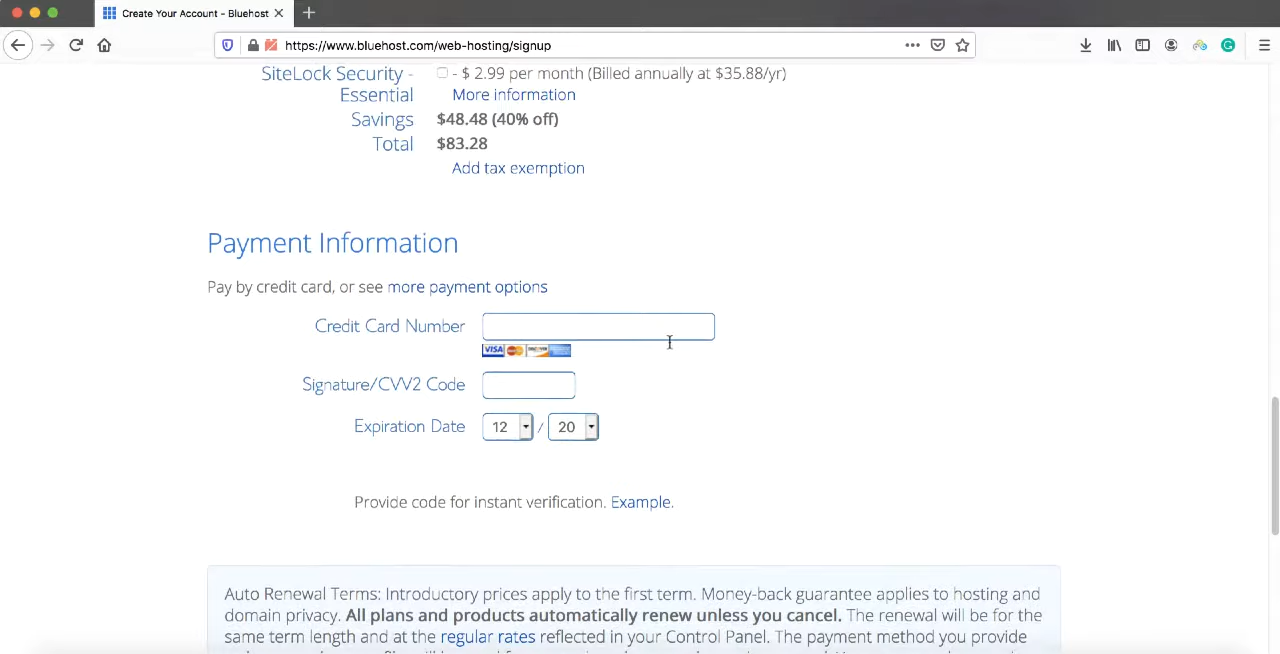 Create Your Account - Bluehost
https://www.bluehost.com/web-hosting/signup
SiteLock Security - Essential
- $ 2.99 per month (Billed annually at $35.88/yr)
More information
Savings $48.48 (40% off)
Total $83.28
Add tax exemption
Payment Information
Pay by credit card, or see more payment options
Credit Card Number
VISA
Signature/CVV2 Code
Expiration Date 12 / 20
Provide code for instant verification. Example.
Auto Renewal Terms: Introductory prices apply to the first term. Money-back guarantee applies to hosting and
domain privacy. All plans and products automatically renew unless you cancel. The renewal will be for the
same term length and at the regular rates reflected in your Control Panel. The payment method you provide